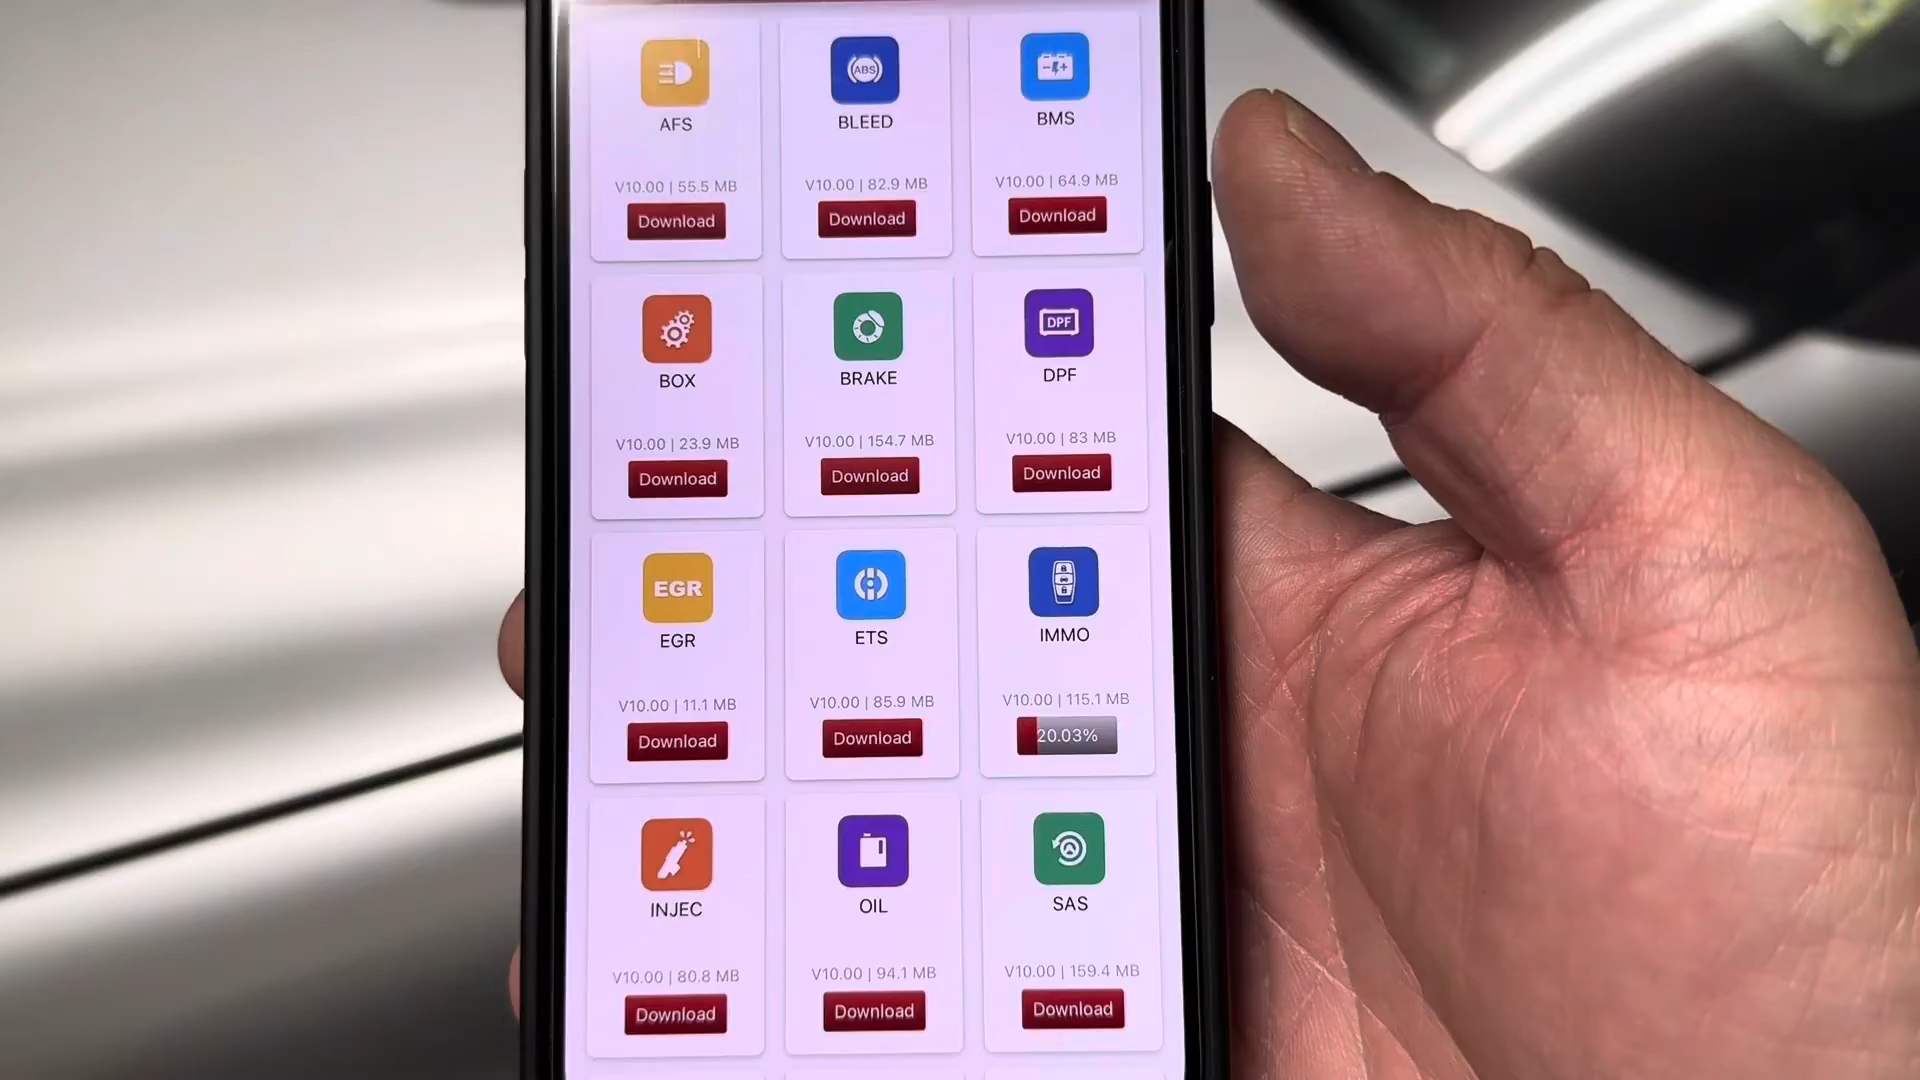 AFS
ABS
BLEED
BMS
V10.00 | 55.5 MB
V10.00 | 82.9 MB
V10.00 | 64.9 MB
Download
Download
Download
BOX
BRAKE
DPF
DPF
V10.00 | 23.9 MB
V10.00 | 154.7 MB
V10.00 | 83 MB
Download
Download
Download
EGR
EGR
ETS
IMMO
V10.00 | 11.1 MB
V10.00 | 85.9 MB
V10.00 | 115.1 MB
Download
Download
20.03%
INJEC
OIL
SAS
V10.00 | 80.8 MB
V10.00 | 94.1 MB
V10.00 | 159.4 MB
Download
Download
Download